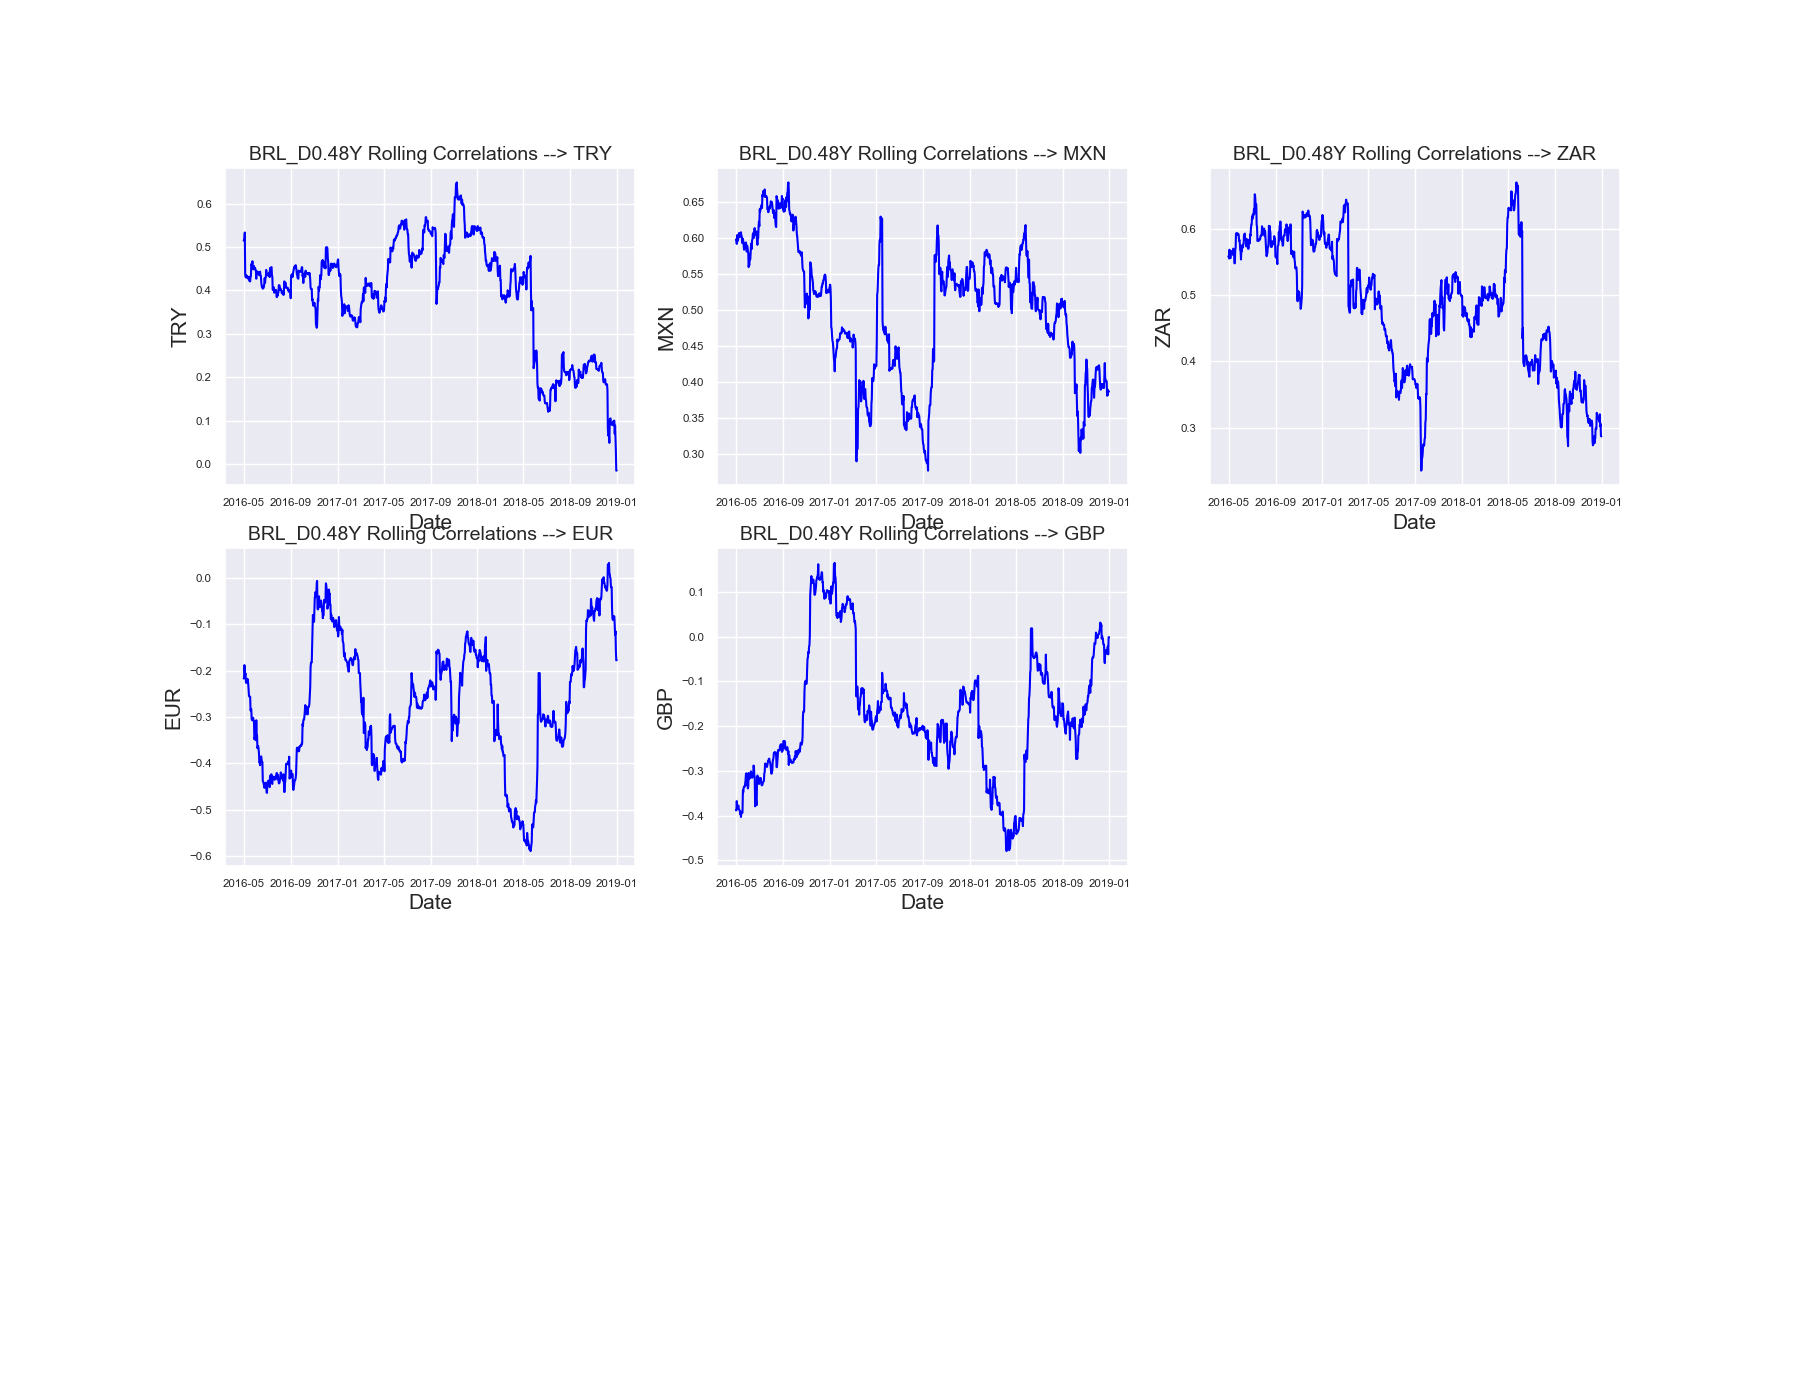 BRL_D0.48Y Rolling Correlations --> TRY
TRY
0.6
0.5
0.4
0.3
0.2
0.1
0.0
2016-05 2016-09 2017-01 2017-05 2017-09 2018-01 2018-05 2018-09 2019-01
Date
BRL_D0.48Y Rolling Correlations --> MXN
MXN
0.65
0.60
0.55
0.50
0.45
0.40
0.35
0.30
2016-05 2016-09 2017-01 2017-05 2017-09 2018-01 2018-05 2018-09 2019-01
Date
BRL_D0.48Y Rolling Correlations --> ZAR
ZAR
0.6
0.5
0.4
0.3
2016-05 2016-09 2017-01 2017-05 2017-09 2018-01 2018-05 2018-09 2019-01
Date
BRL_D0.48Y Rolling Correlations --> EUR
EUR
0.0
−0.1
−0.2
−0.3
−0.4
−0.5
−0.6
2016-05 2016-09 2017-01 2017-05 2017-09 2018-01 2018-05 2018-09 2019-01
Date
BRL_D0.48Y Rolling Correlations --> GBP
GBP
0.1
0.0
−0.1
−0.2
−0.3
−0.4
−0.5
2016-05 2016-09 2017-01 2017-05 2017-09 2018-01 2018-05 2018-09 2019-01
Date